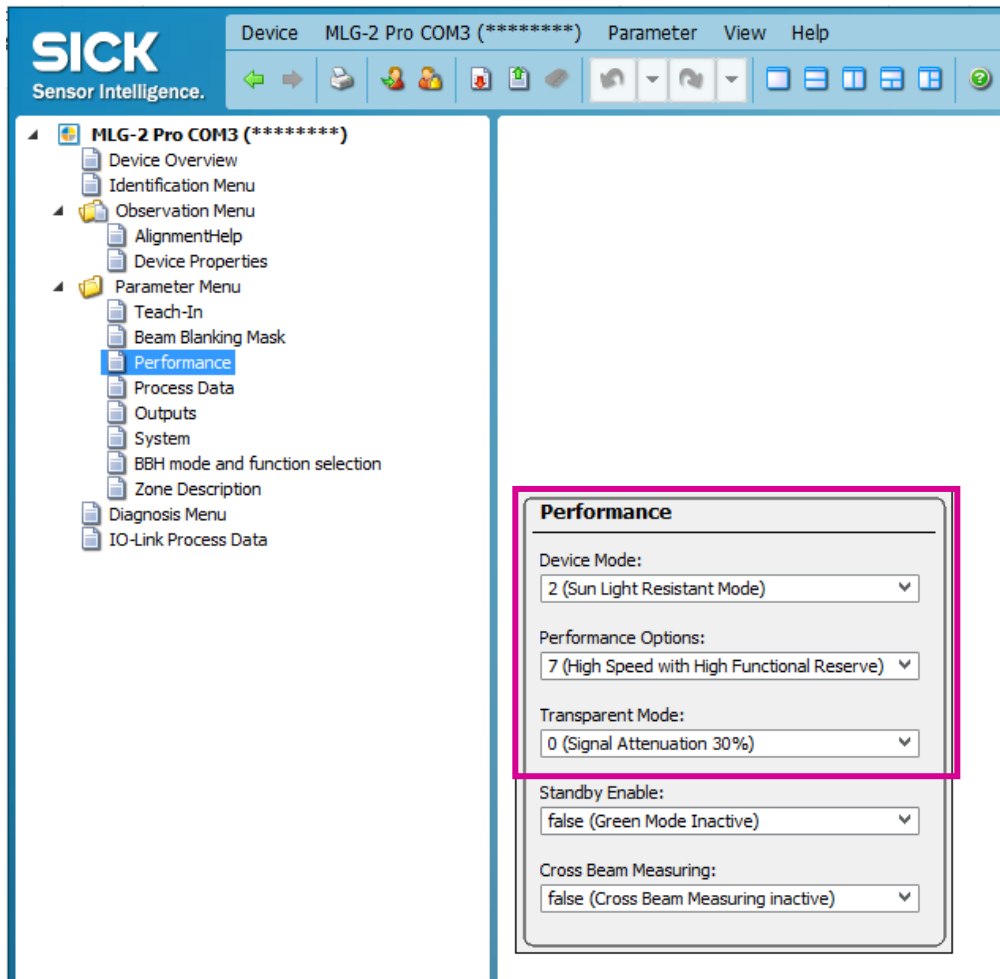 SICK
Sensor Intelligence.
Device MLG-2 Pro COM3 (********) Parameter View Help
MLG-2 Pro COM3 (********)
Device Overview
Identification Menu
Observation Menu
AlignmentHelp
Device Properties
Parameter Menu
Teach-In
Beam Blanking Mask
Performance
Process Data
Outputs
System
BBH mode and function selection
Zone Description
Diagnosis Menu
IO-Link Process Data
Performance
Device Mode:
2 (Sun Light Resistant Mode)
Performance Options:
7 (High Speed with High Functional Reserve)
Transparent Mode:
0 (Signal Attenuation 30%)
Standby Enable:
false (Green Mode Inactive)
Cross Beam Measuring:
false (Cross Beam Measuring inactive)